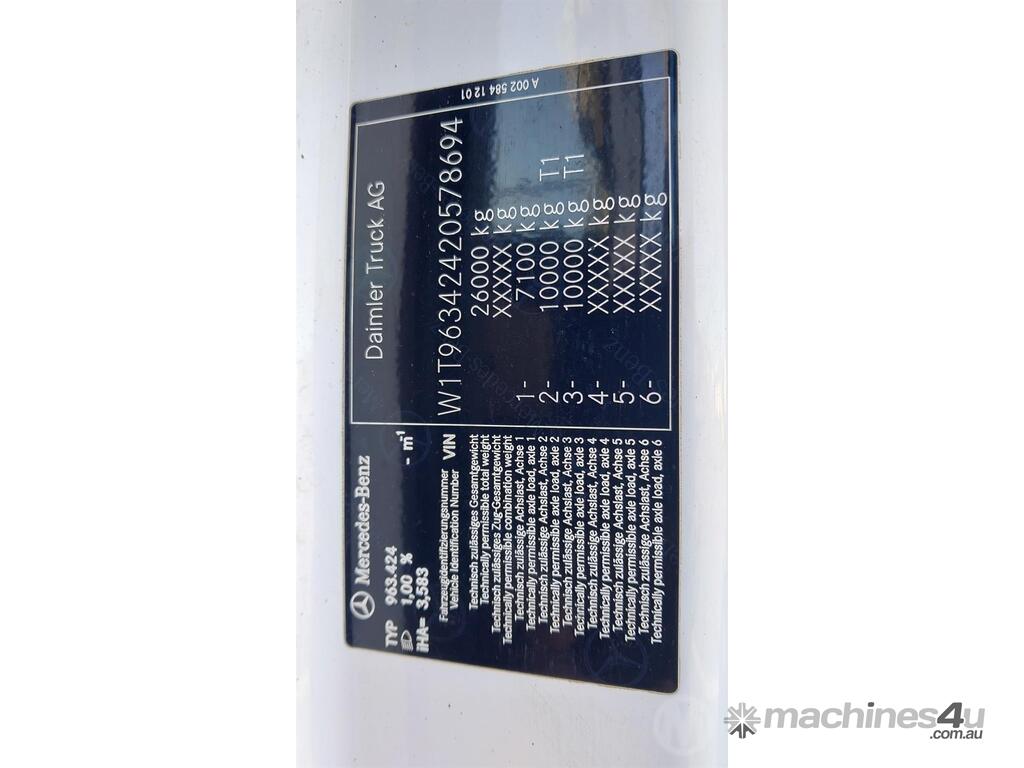 Mercedes-Benz
TYP 963.424
1,00 %
iHA= 3,583 - m⁻¹
Daimler Truck AG
Fahrzeugidentifizierungsnummer
Vehicle Identification Number VIN W1T96342420578694
Technisch zulässiges Gesamtgewicht
Technically permissible total weight 26000 kg
Technisch zulässiges Zug-Gesamtgewicht
Technically permissible combination weight XXXXX kg
Technisch zulässige Achslast, Achse 1
Technically permissible axle load, axle 1 1- 7100 kg
Technisch zulässige Achslast, Achse 2
Technically permissible axle load, axle 2 2- 10000 kg T1
Technisch zulässige Achslast, Achse 3
Technically permissible axle load, axle 3 3- 10000 kg T1
Technisch zulässige Achslast, Achse 4
Technically permissible axle load, axle 4 4- XXXXX kg
Technisch zulässige Achslast, Achse 5
Technically permissible axle load, axle 5 5- XXXXX kg
Technisch zulässige Achslast, Achse 6
Technically permissible axle load, axle 6 6- XXXXX kg
A 002 584 12 01
machines4u
.com.au